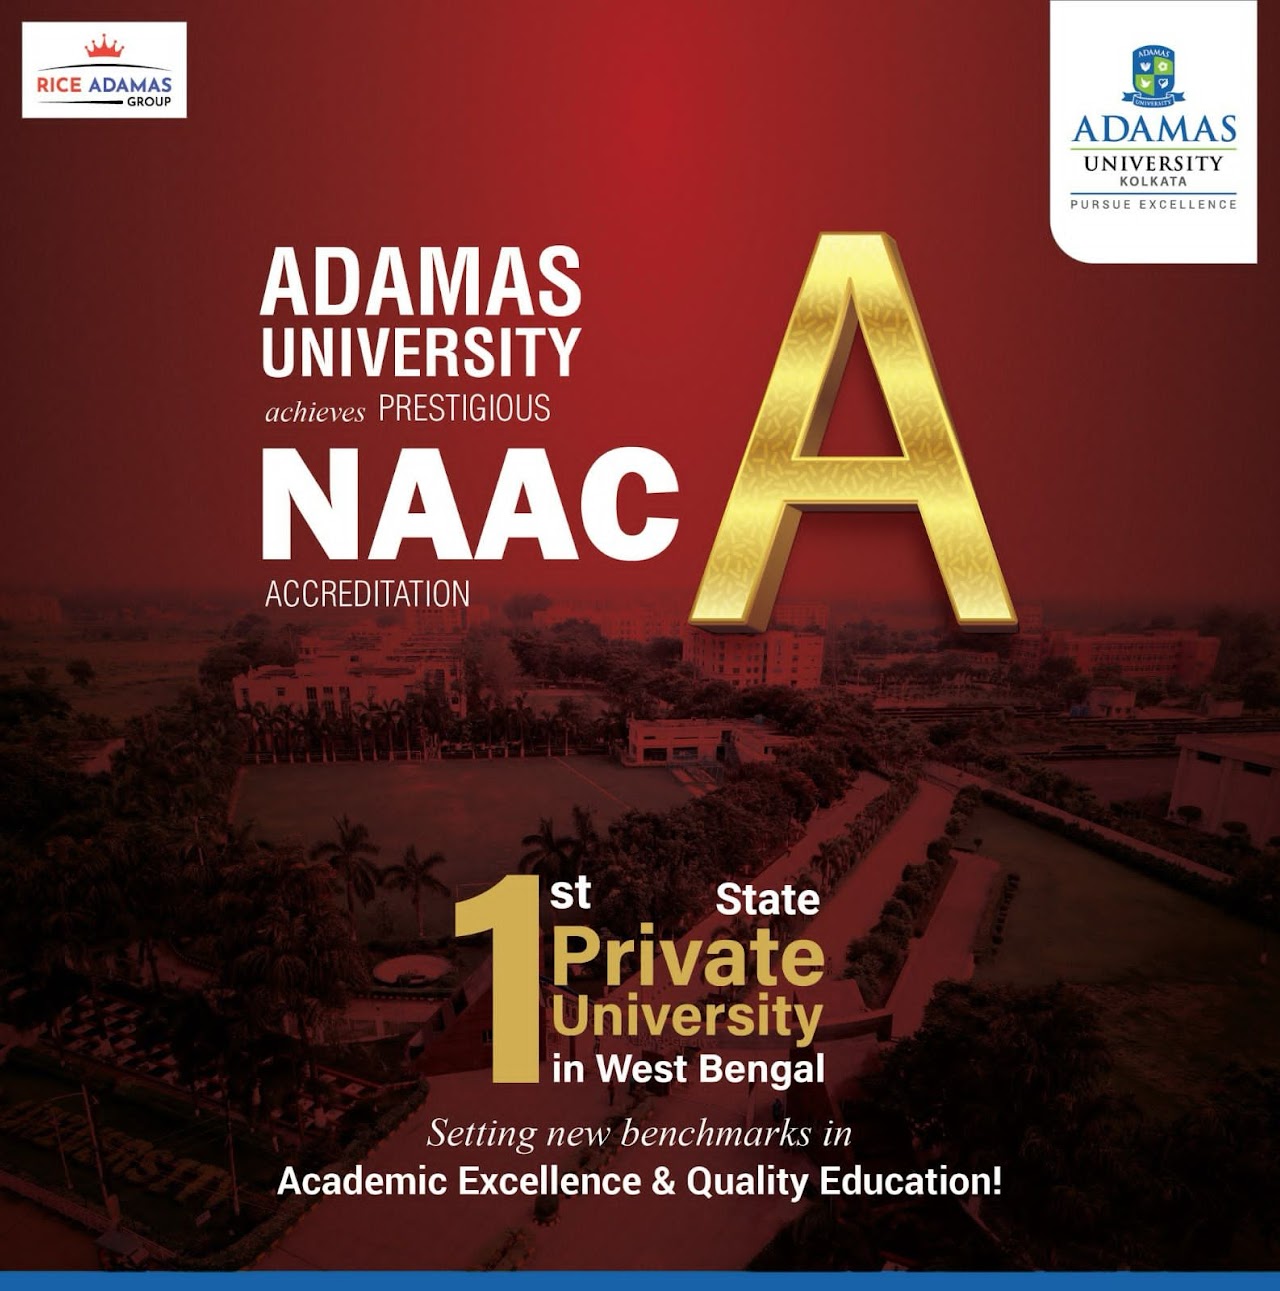 RICE ADAMAS
GROUP
ADAMAS
UNIVERSITY
ADAMAS
UNIVERSITY
KOLKATA
PURSUE EXCELLENCE
ADAMAS
UNIVERSITY
achieves PRESTIGIOUS
NAAC A
ACCREDITATION
1st State
Private
University
in West Bengal
Setting new benchmarks in
Academic Excellence & Quality Education!